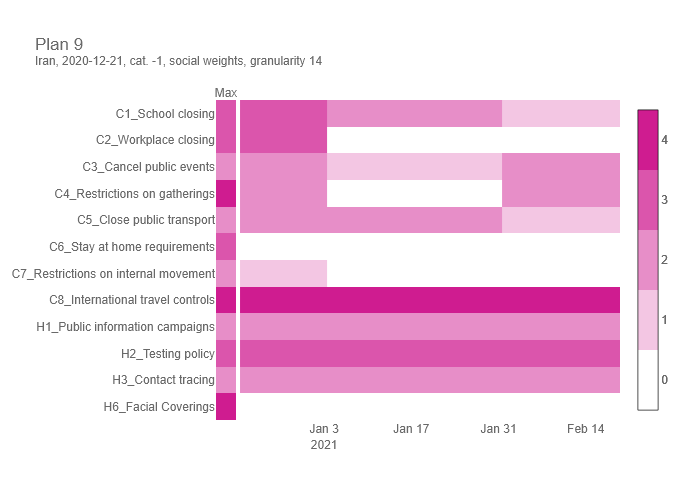 Plan 9
Iran, 2020-12-21, cat. -1, social weights, granularity 14
Max
C1_School closing
C2_Workplace closing
C3_Cancel public events
C4_Restrictions on gatherings
C5_Close public transport
C6_Stay at home requirements
C7_Restrictions on internal movement
C8_International travel controls
H1_Public information campaigns
H2_Testing policy
H3_Contact tracing
H6_Facial Coverings
4
3
2
1
0
Jan 3 Jan 17 Jan 31 Feb 14
2021